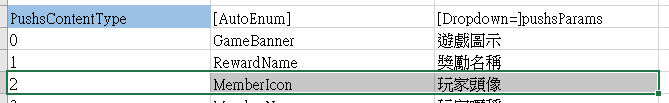 PushsContentType [AutoEnum] [Dropdown=]pushsParams
0 GameBanner 遊戲圖示
1 RewardName 獎勵名稱
2 MemberIcon 玩家頭像